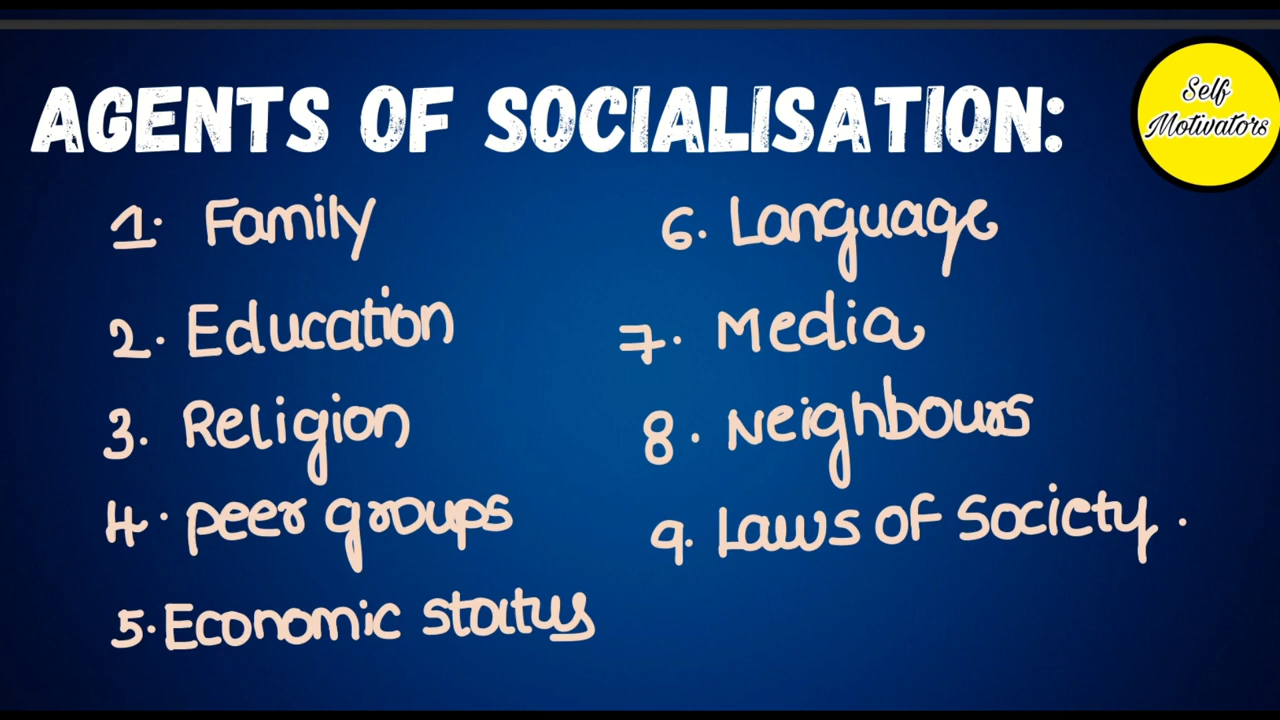 AGENTS OF SOCIALISATION:
Self
Motivators
1. Family
2. Education
3. Religion
4. peer groups
5. Economic status
6. Language
7. Media
8. Neighbours
9. Laws of Society.